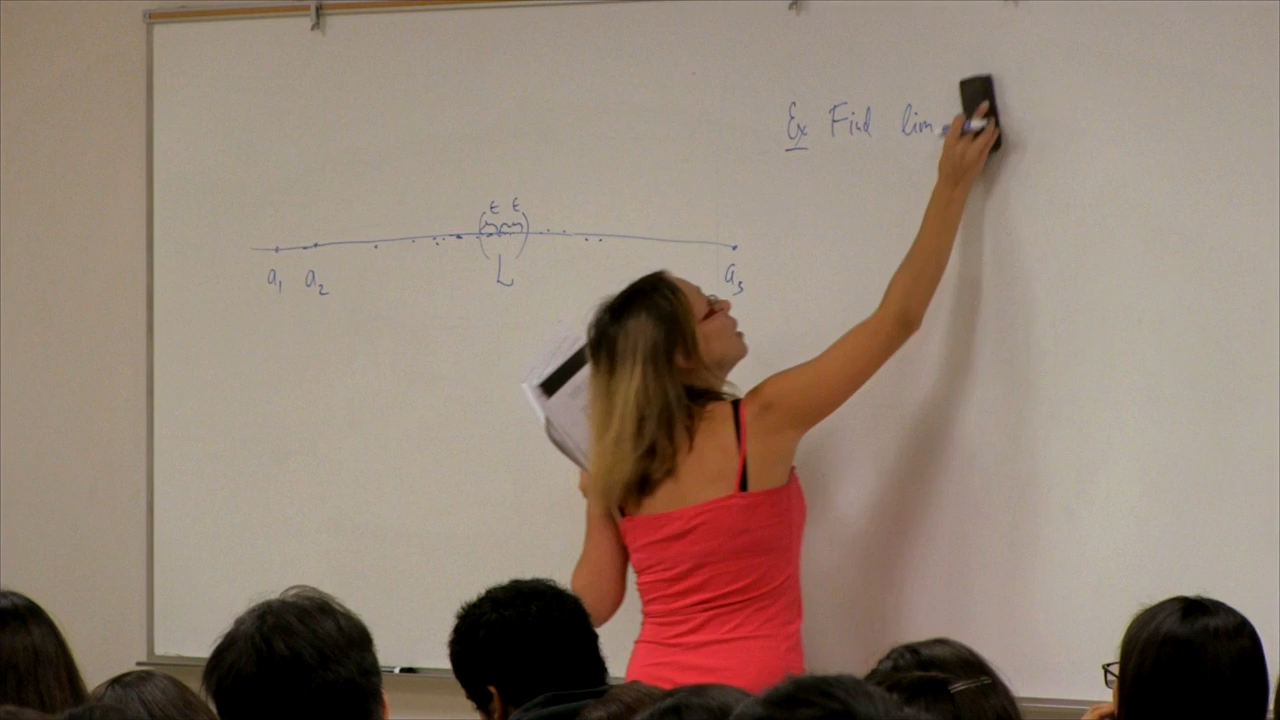 Ex Find lim
ε ε
a1 a2 L a3